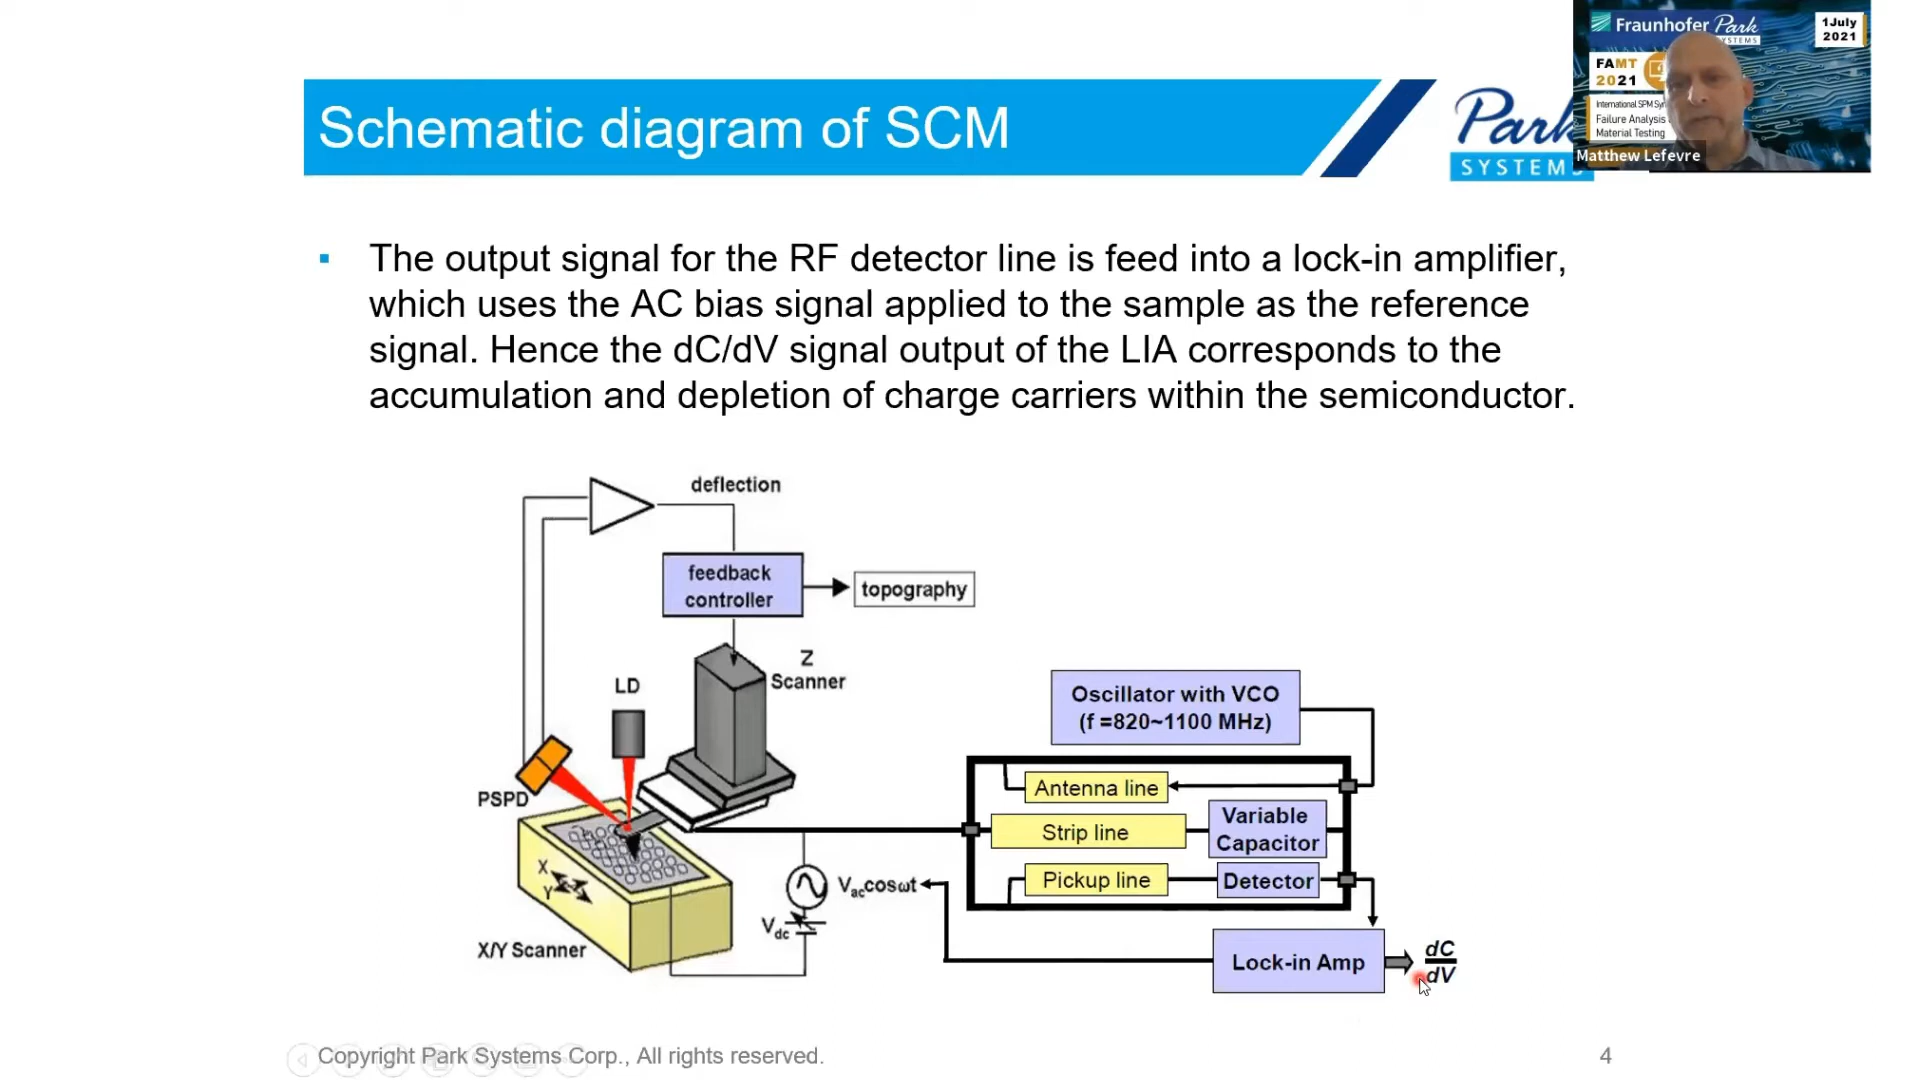 Schematic diagram of SCM
Park
SYSTEMS
Fraunhofer Park
SYSTEMS
1July
2021
FAMT
2021
International SPM
Failure Analysis
Material Testing
Matthew Lefevre
▪ The output signal for the RF detector line is feed into a lock-in amplifier,
which uses the AC bias signal applied to the sample as the reference
signal. Hence the dC/dV signal output of the LIA corresponds to the
accumulation and depletion of charge carriers within the semiconductor.
deflection
feedback
controller
topography
Z
Scanner
LD
PSPD
X
Y
X/Y Scanner
Vaccosωt
Vdc
Oscillator with VCO
(f =820~1100 MHz)
Antenna line
Strip line
Variable
Capacitor
Pickup line
Detector
Lock-in Amp
dC
dV
Copyright Park Systems Corp., All rights reserved.
4